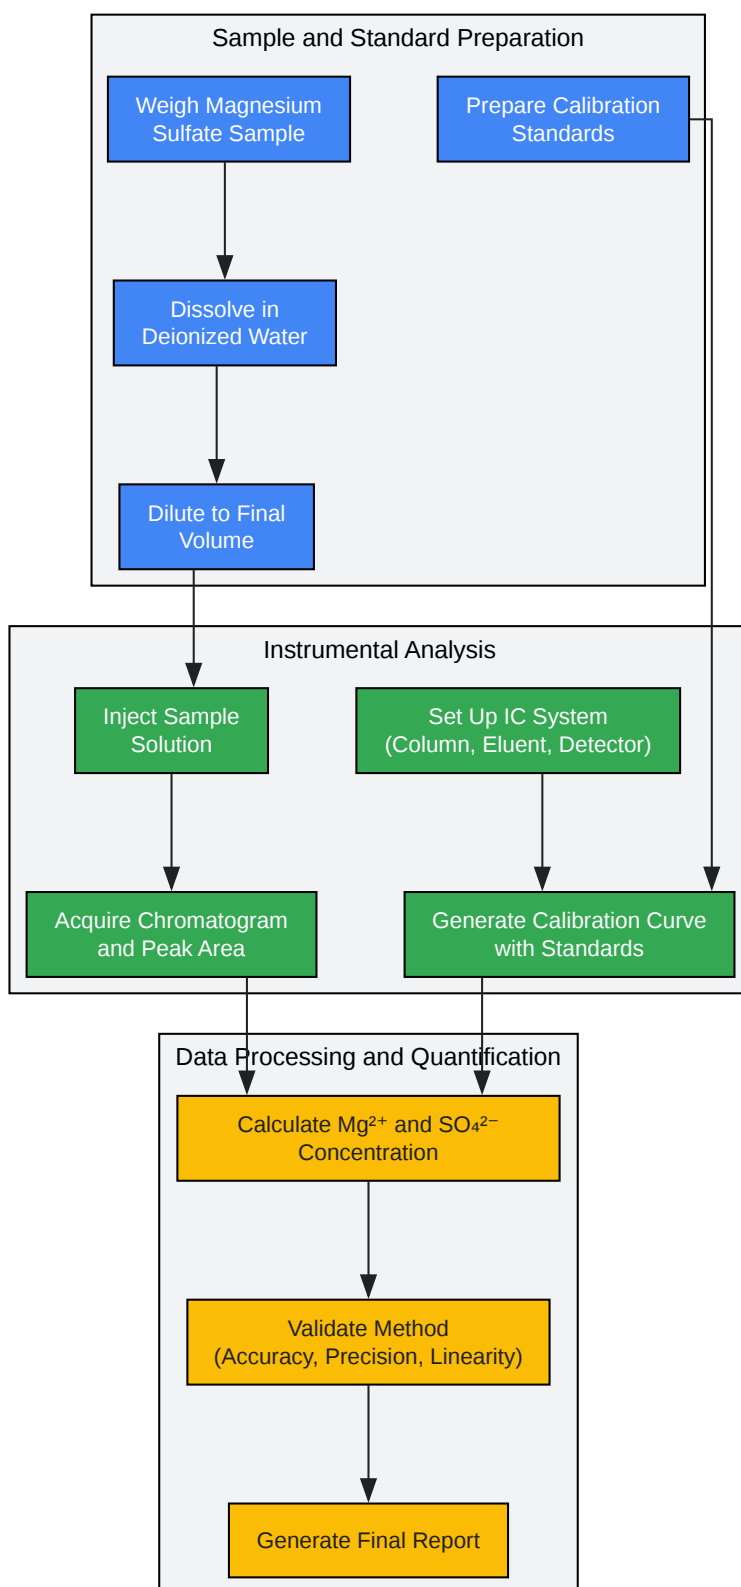 Sample and Standard Preparation
Weigh Magnesium
Sulfate Sample
Prepare Calibration
Standards
Dissolve in
Deionized Water
Dilute to Final
Volume
Instrumental Analysis
Inject Sample
Solution
Set Up IC System
(Column, Eluent, Detector)
Acquire Chromatogram
and Peak Area
Generate Calibration Curve
with Standards
Data Processing and Quantification
Calculate Mg²⁺ and SO₄²⁻
Concentration
Validate Method
(Accuracy, Precision, Linearity)
Generate Final Report